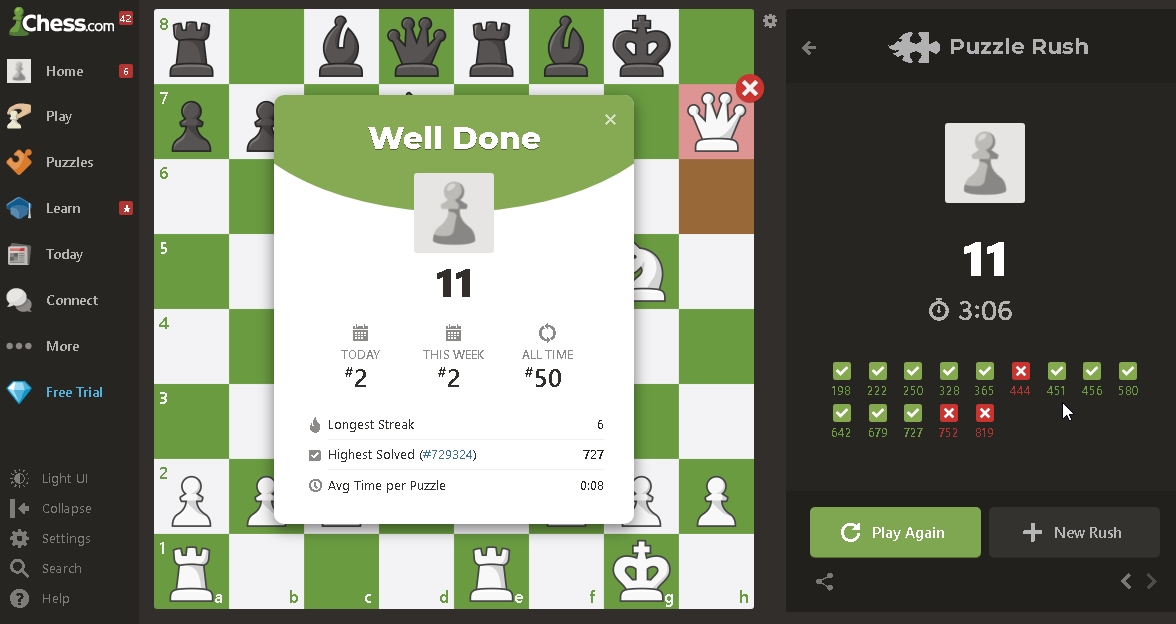 Chess.com 42
Home 6
Play
Puzzles
Learn
Today
Connect
More
Free Trial
Light UI
Collapse
Settings
Search
Help
8
7
6
5
4
3
2
1
a b c d e f g h
Well Done
11
TODAY THIS WEEK ALL TIME
#2 #2 #50
Longest Streak 6
Highest Solved (#729324) 727
Avg Time per Puzzle 0:08
Puzzle Rush
11
3:06
198 222 250 328 365 444 451 456 580
642 679 727 752 819
Play Again New Rush